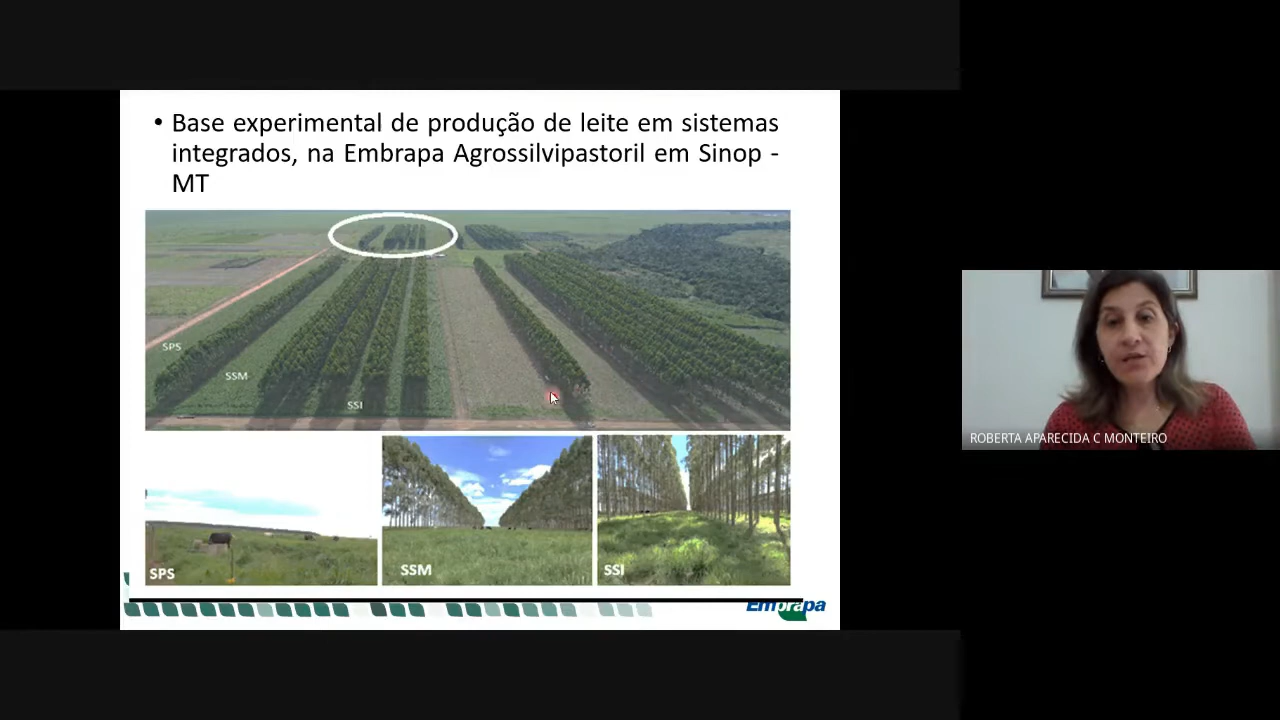 • Base experimental de produção de leite em sistemas
integrados, na Embrapa Agrossilvipastoril em Sinop -
MT
SPS
SSM
SSI
SPS
SSM
SSI
Embrapa
ROBERTA APARECIDA C MONTEIRO